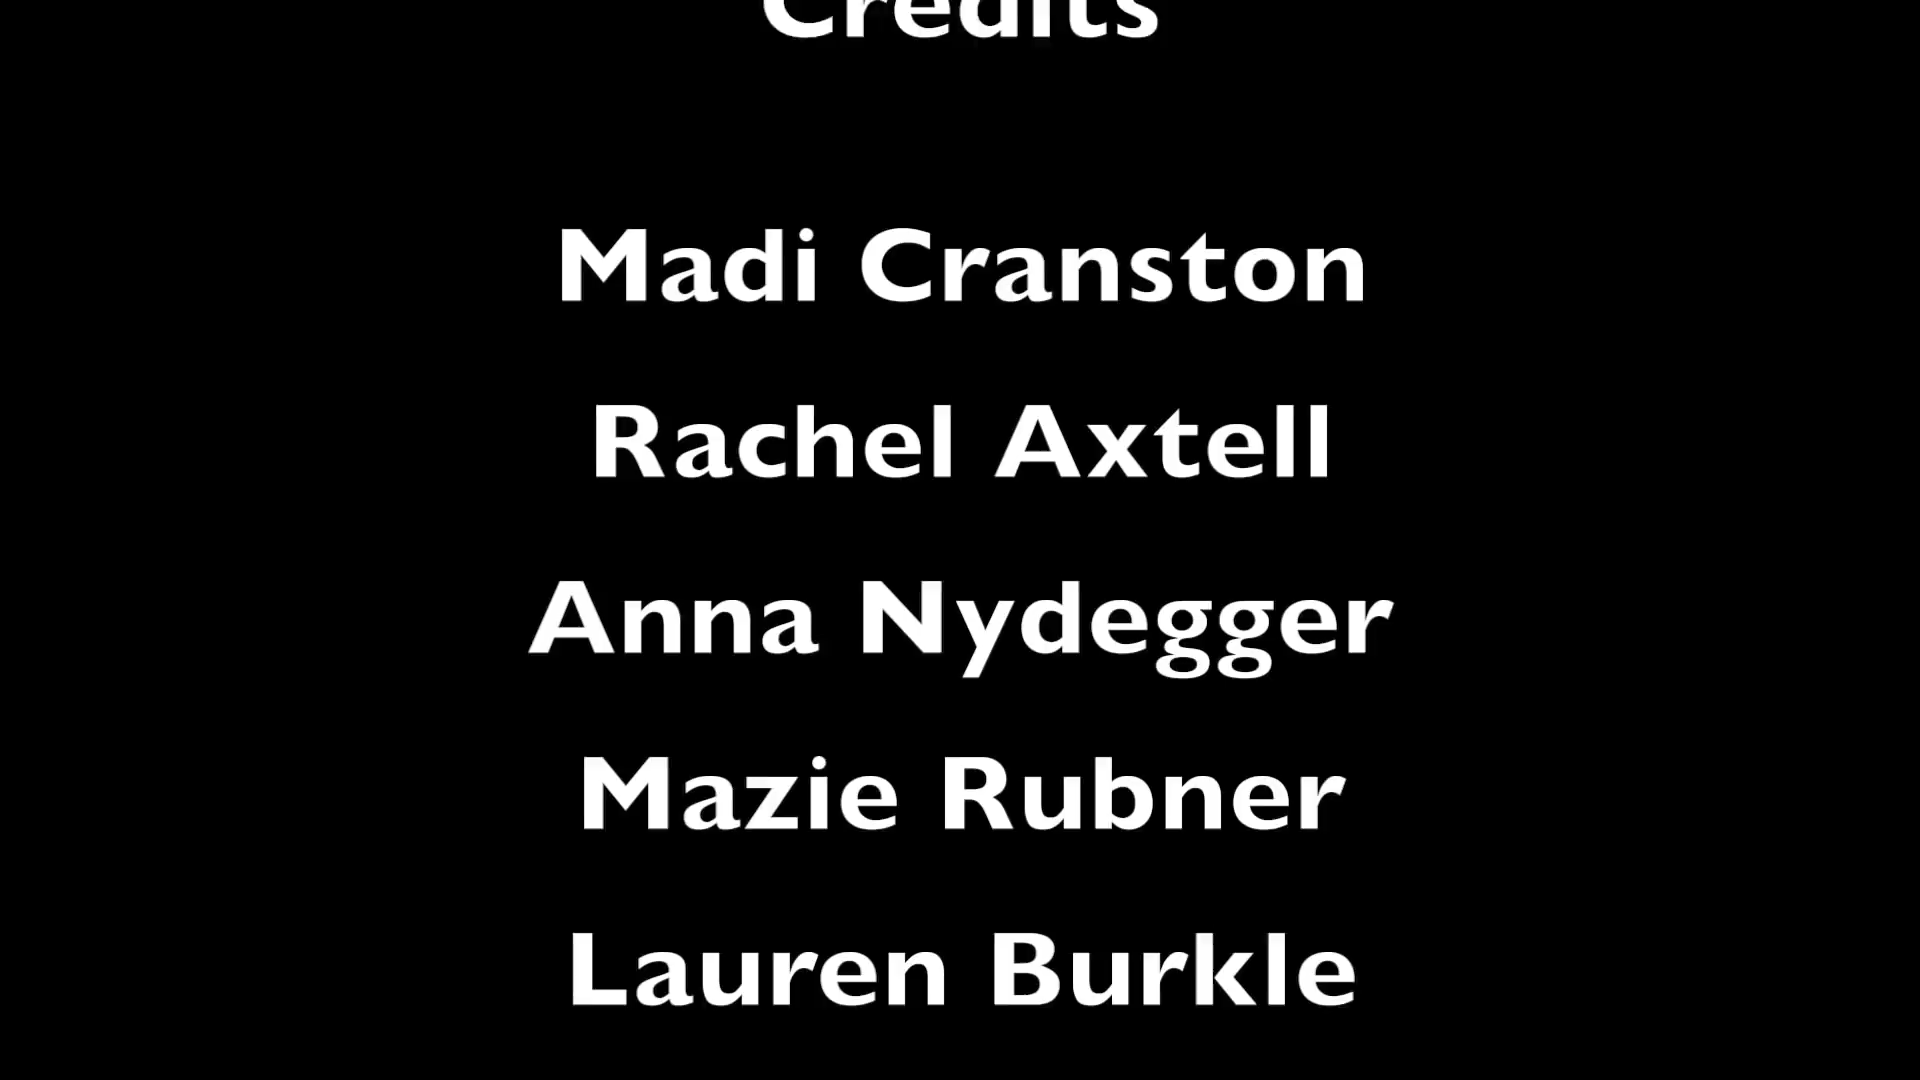 Credits
Madi Cranston
Rachel Axtell
Anna Nydegger
Mazie Rubner
Lauren Burkle